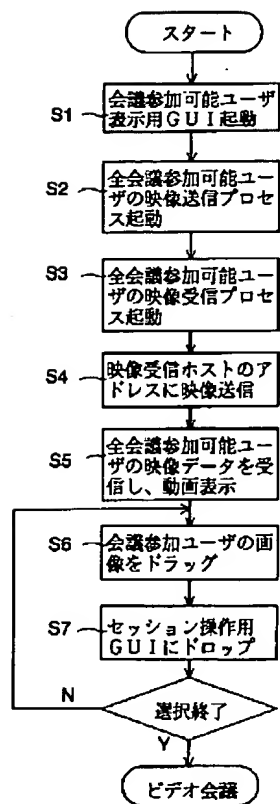 スタート
S1
会議参加可能ユーザ
表示用GUI起動
S2
全会議参加可能ユー
ザの映像送信プロセ
ス起動
S3
全会議参加可能ユー
ザの映像受信プロセ
ス起動
S4
映像受信ホストのア
ドレスに映像送信
S5
全会議参加可能ユー
ザの映像データを受
信し、動画表示
S6
会議参加ユーザの画
像をドラッグ
S7
セッション操作用
GUIにドロップ
N
選択終了
Y
ビデオ会議